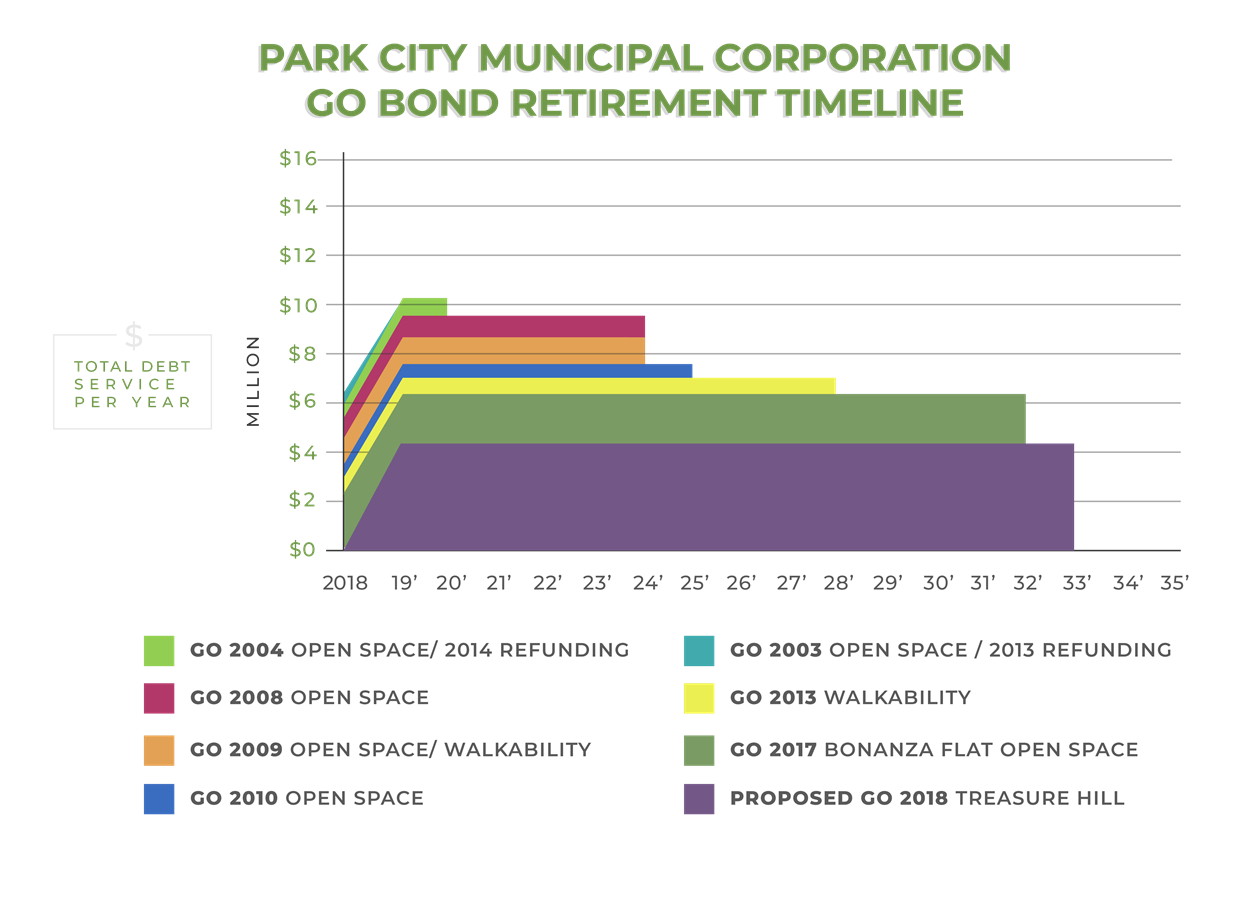 PARK CITY MUNICIPAL CORPORATION
GO BOND RETIREMENT TIMELINE
$16
$14
$12
$10
$8
$6
$4
$2
$0
MILLION
$
TOTAL DEBT
SERVICE
PER YEAR
2018 19’ 20’ 21’ 22’ 23’ 24’ 25’ 26’ 27’ 28’ 29’ 30’ 31’ 32’ 33’ 34’ 35’
GO 2004 OPEN SPACE/ 2014 REFUNDING
GO 2003 OPEN SPACE / 2013 REFUNDING
GO 2008 OPEN SPACE
GO 2013 WALKABILITY
GO 2009 OPEN SPACE/ WALKABILITY
GO 2017 BONANZA FLAT OPEN SPACE
GO 2010 OPEN SPACE
PROPOSED GO 2018 TREASURE HILL